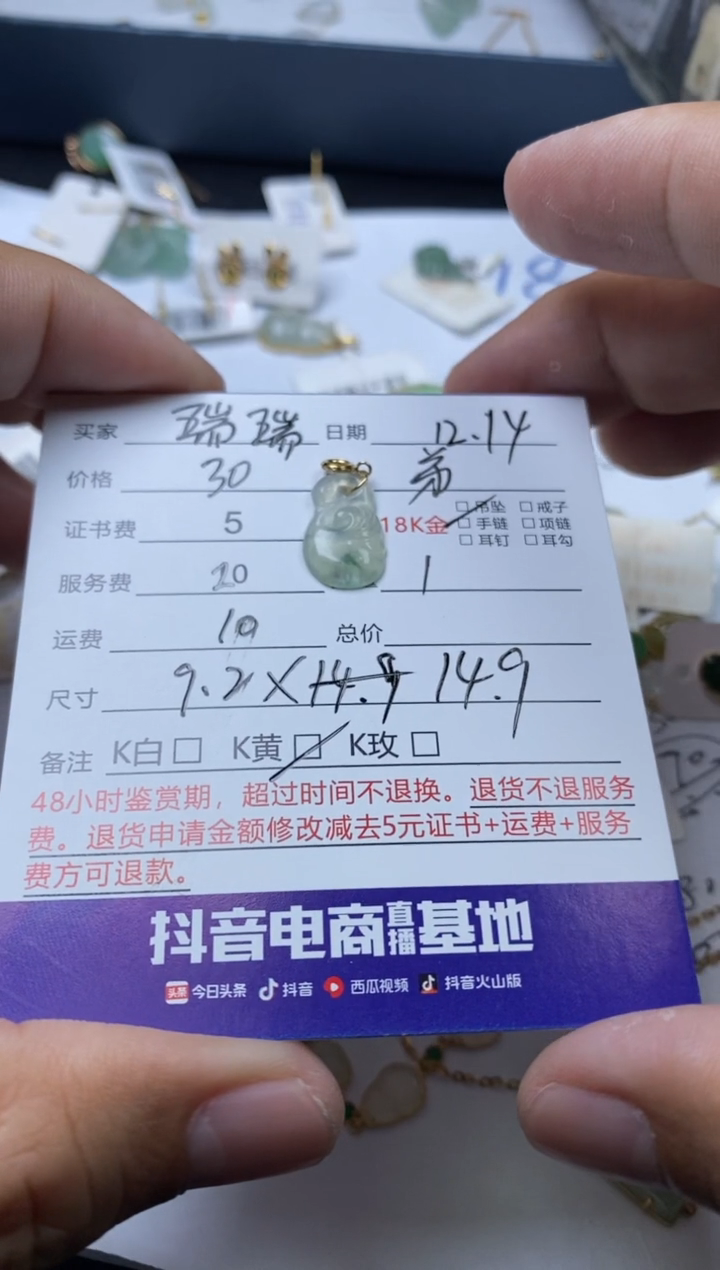 买家 瑞瑞 日期 12.14
价格 30
证书费 5 18K金 □吊坠 □戒子
□手链 □项链
□耳钉 □耳勾
服务费 20 1
运费 10 总价
尺寸 9.2×14.9 14.9
备注 K白□ K黄□ K玫□
48小时鉴赏期，超过时间不退换。退货不退服务
费。退货申请金额修改减去5元证书+运费+服务
费方可退款。
抖音电商直播基地
头条 今日头条 抖音 西瓜视频 抖音火山版
18